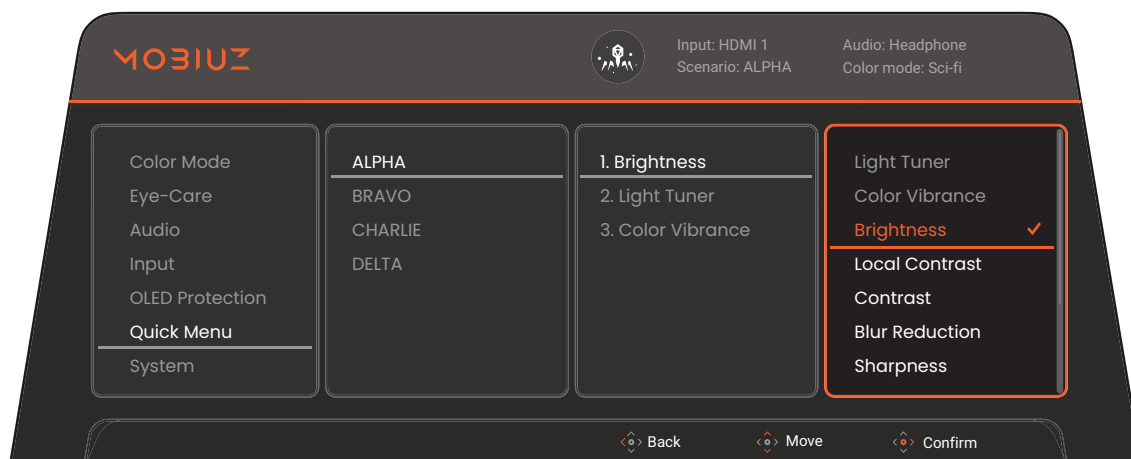 MOBIUZ
Input: HDMI 1
Scenario: ALPHA
Audio: Headphone
Color mode: Sci-fi
Color Mode
Eye-Care
Audio
Input
OLED Protection
Quick Menu
System
ALPHA
BRAVO
CHARLIE
DELTA
1. Brightness
2. Light Tuner
3. Color Vibrance
Light Tuner
Color Vibrance
Brightness
Local Contrast
Contrast
Blur Reduction
Sharpness
Back
Move
Confirm